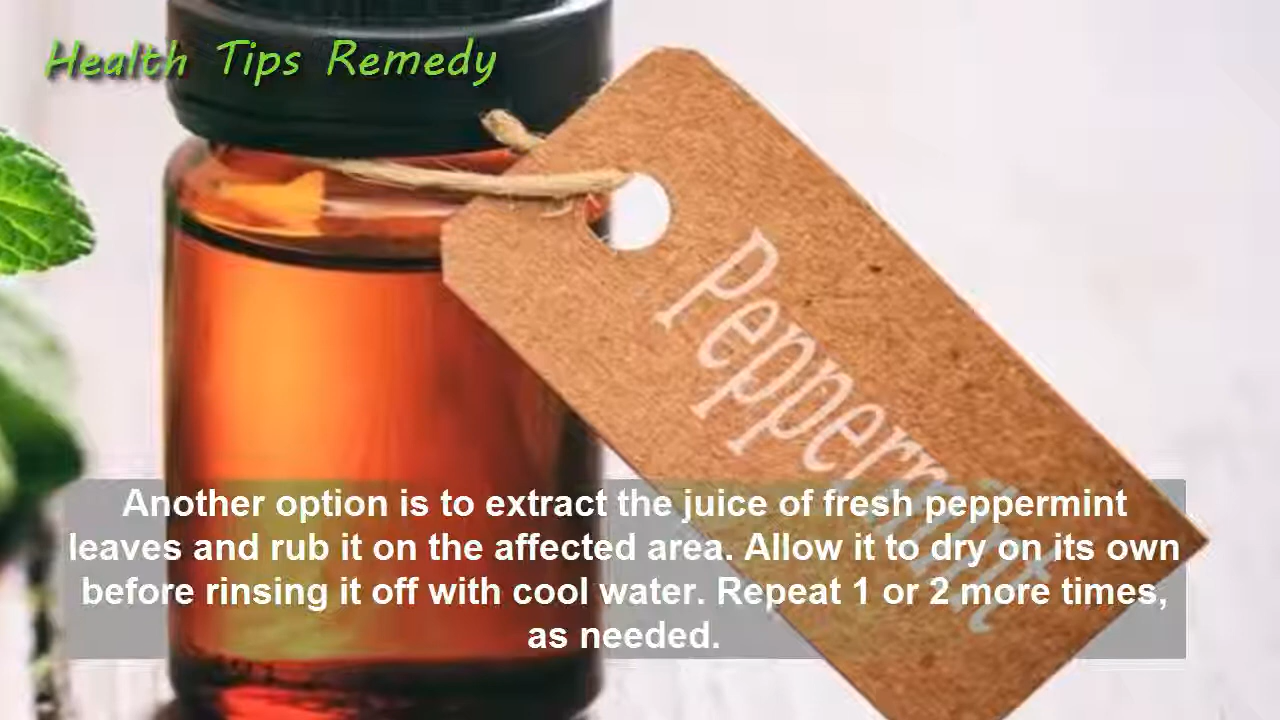 Health Tips Remedy
Peppermint
Another option is to extract the juice of fresh peppermint
leaves and rub it on the affected area. Allow it to dry on its own
before rinsing it off with cool water. Repeat 1 or 2 more times,
as needed.